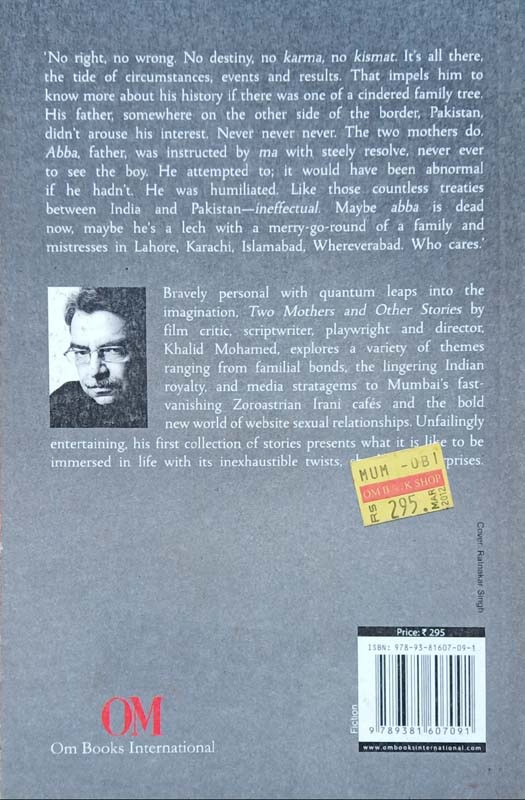 'No right, no wrong. No destiny, no karma, no kismat. It's all there,
the tide of circumstances, events and results. That impels him to
know more about his history if there was one of a cindered family tree.
His father, somewhere on the other side of the border, Pakistan,
didn't arouse his interest. Never never never. The two mothers do.
Abba, father, was instructed by ma with steely resolve, never ever
to see the boy. He attempted to; it would have been abnormal
if he hadn't. He was humiliated. Like those countless treaties
between India and Pakistan—ineffectual. Maybe abba is dead
now, maybe he's a lech with a merry-go-round of a family and
mistresses in Lahore, Karachi, Islamabad, Whereverabad. Who cares.'
Bravely personal with quantum leaps into the
imagination, Two Mothers and Other Stories by
film critic, scriptwriter, playwright and director,
Khalid Mohamed, explores a variety of themes
ranging from familial bonds, the lingering Indian
royalty, and media stratagems to Mumbai's fast-
vanishing Zoroastrian Irani cafés and the bold
new world of website sexual relationships. Unfailingly
entertaining, his first collection of stories presents what it is like to be
immersed in life with its inexhaustible twists,
MUM -OBI
OM B K SHOP
RS 295. MAR 2012
Cover: Ratnakar Singh
Price: ₹ 295
ISBN: 978-93-81607-09-1
Fiction
9 789381 607091
www.ombooksinternational.com
OM
Om Books International